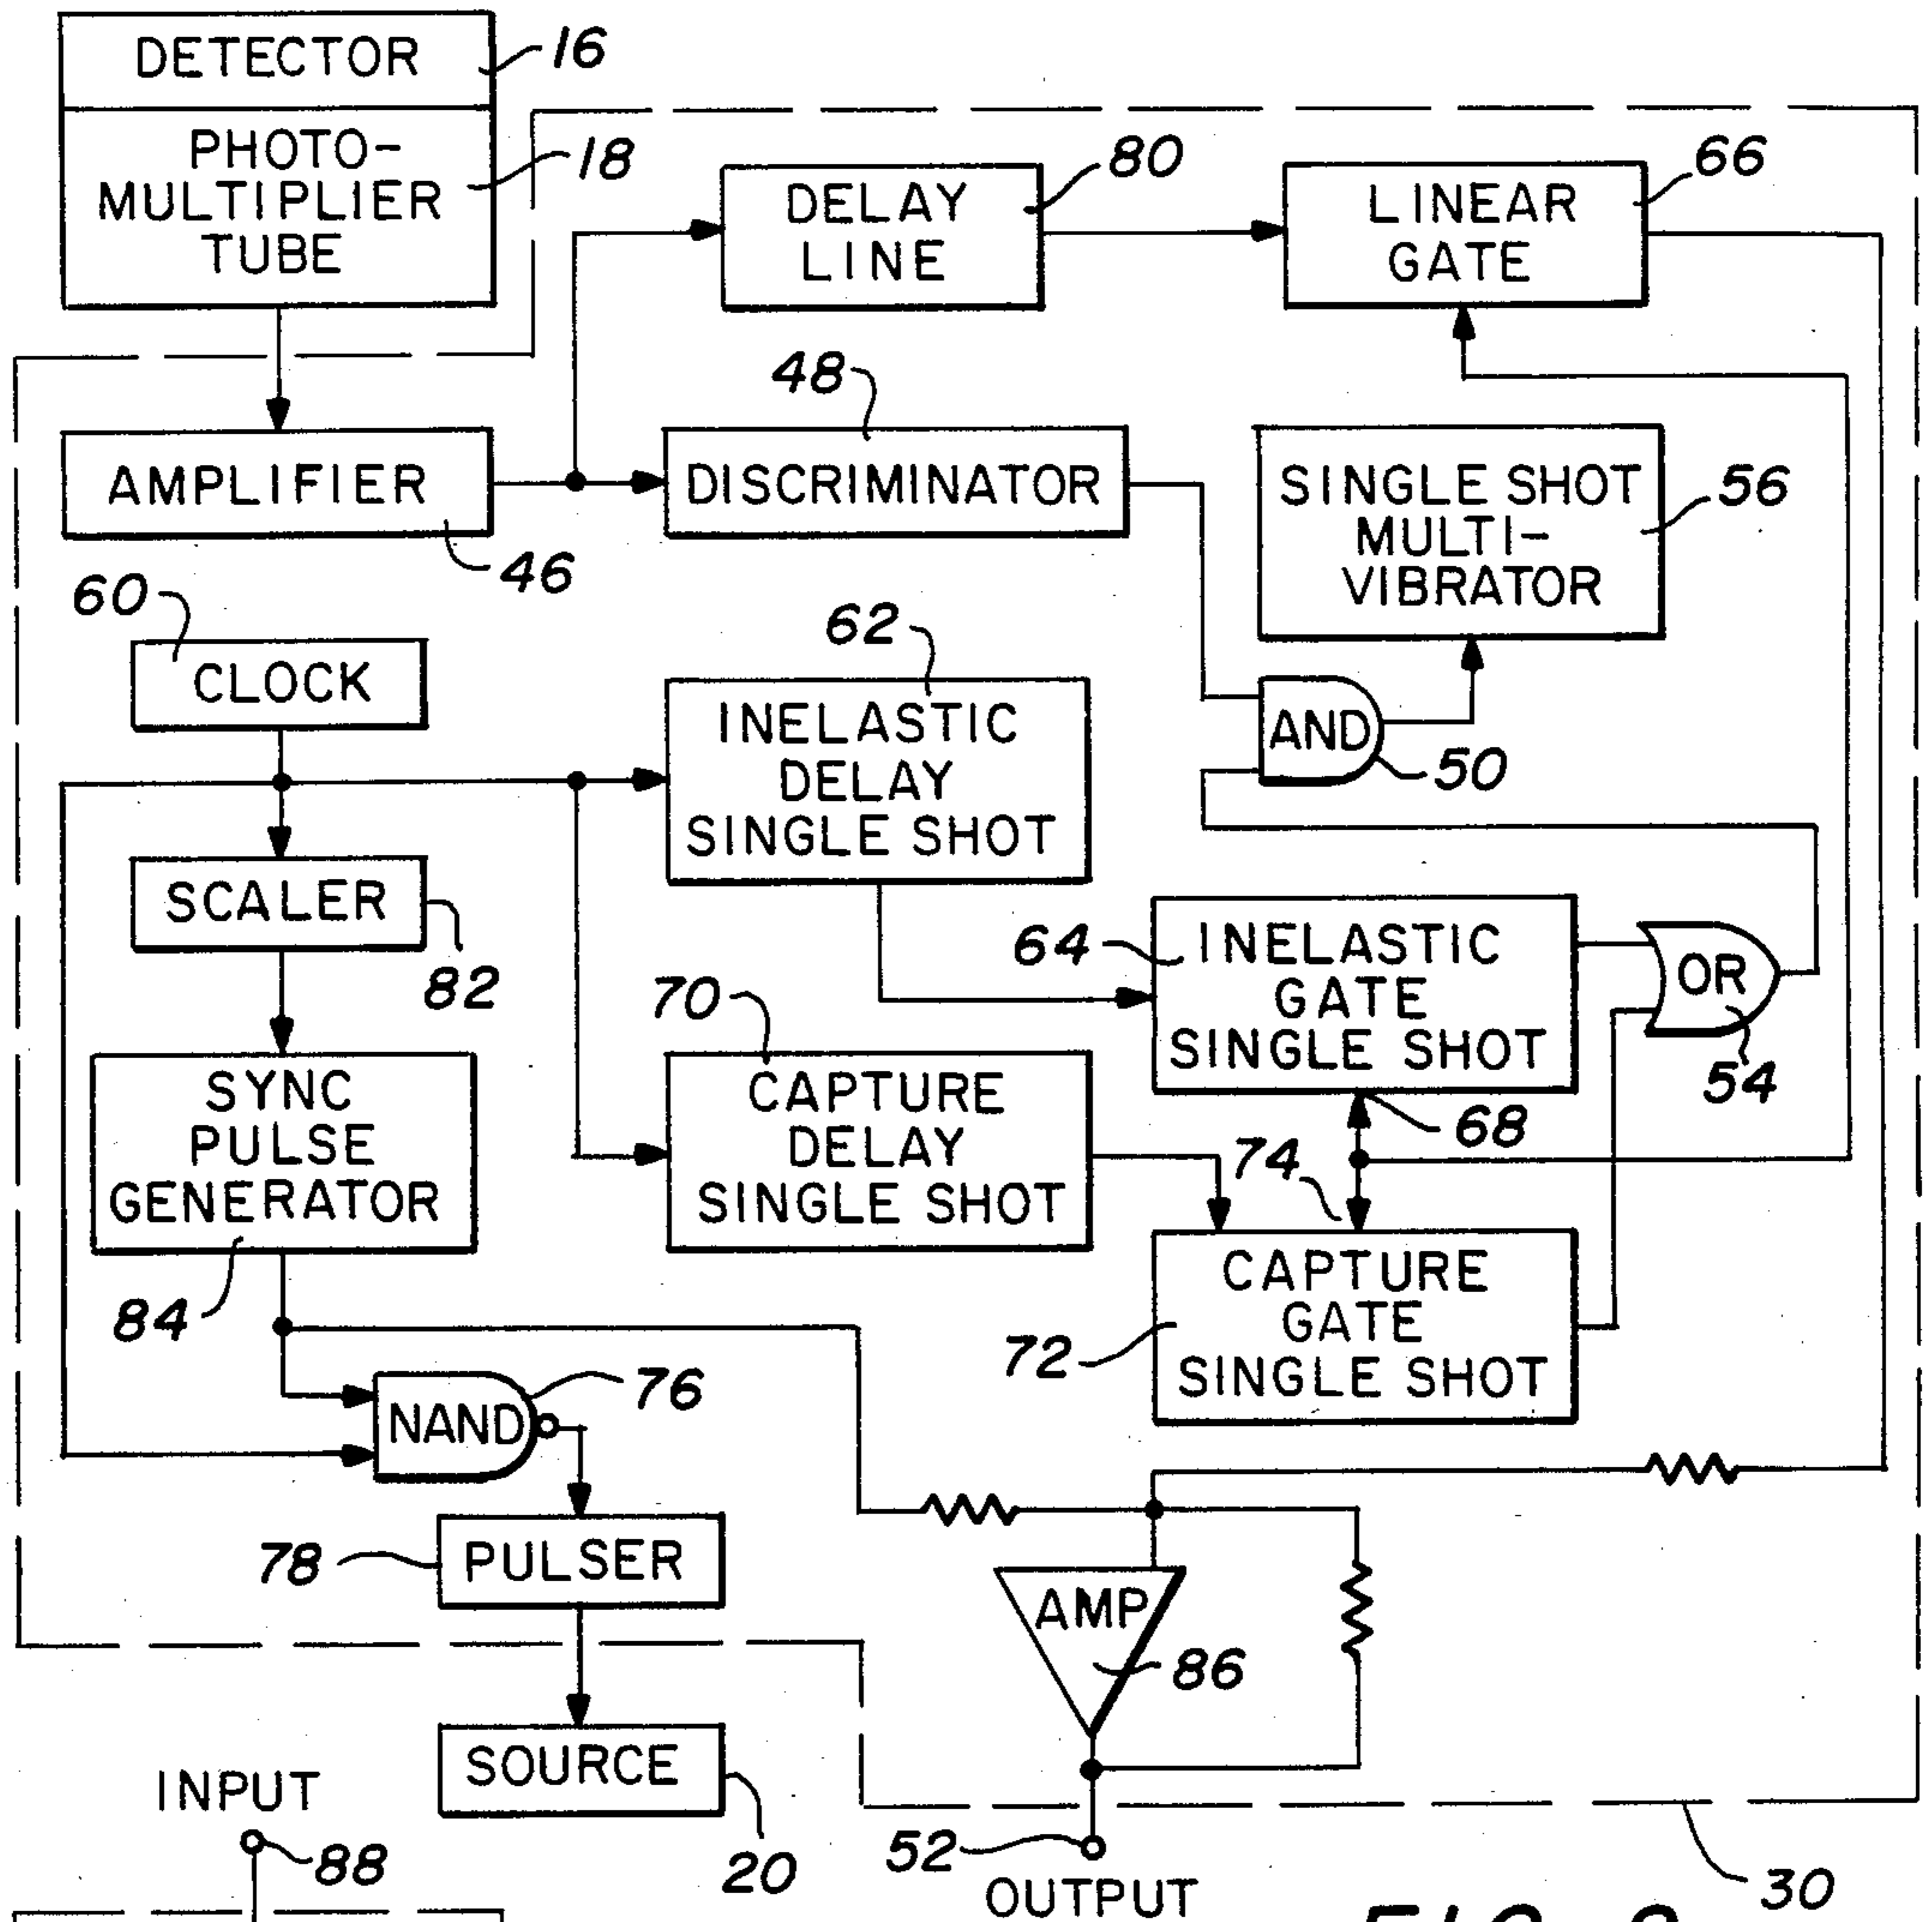 DETECTOR
16
PHOTO-
MULTIPLIER
TUBE
18
DELAY
LINE
80
LINEAR
GATE
66
AMPLIFIER
46
48
DISCRIMINATOR
SINGLE SHOT
MULTI-
VIBRATOR
56
60
CLOCK
62
INELASTIC
DELAY
SINGLE SHOT
AND
50
SCALER
82
64
INELASTIC
GATE
SINGLE SHOT
OR
54
68
70
CAPTURE
DELAY
SINGLE SHOT
74
SYNC
PULSE
GENERATOR
84
72
CAPTURE
GATE
SINGLE SHOT
NAND
76
78
PULSER
AMP
86
SOURCE
20
INPUT
88
52
OUTPUT
30